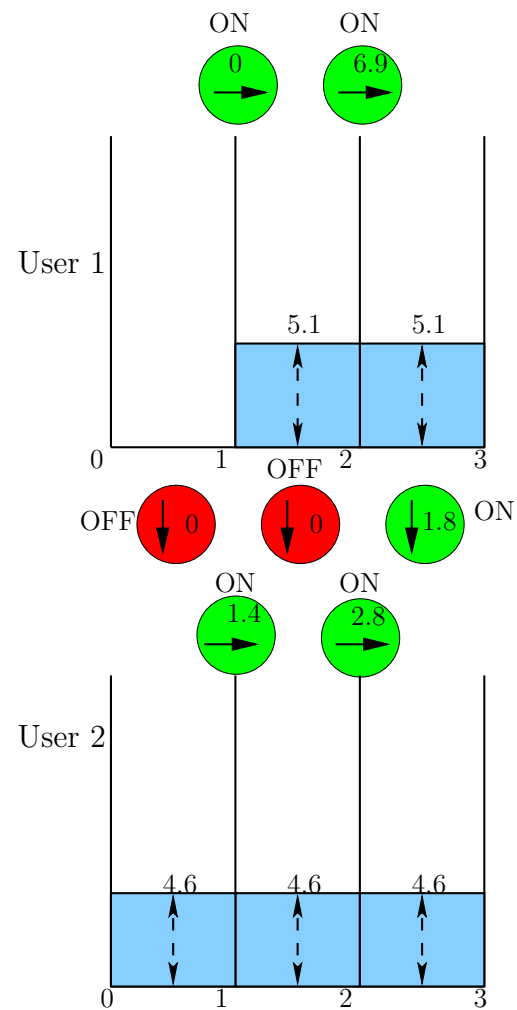 ON ON
0 6.9
User 1
5.1 5.1
0 1 2 3
OFF
OFF 0 0 1.8 ON
ON ON
1.4 2.8
User 2
4.6 4.6 4.6
0 1 2 3